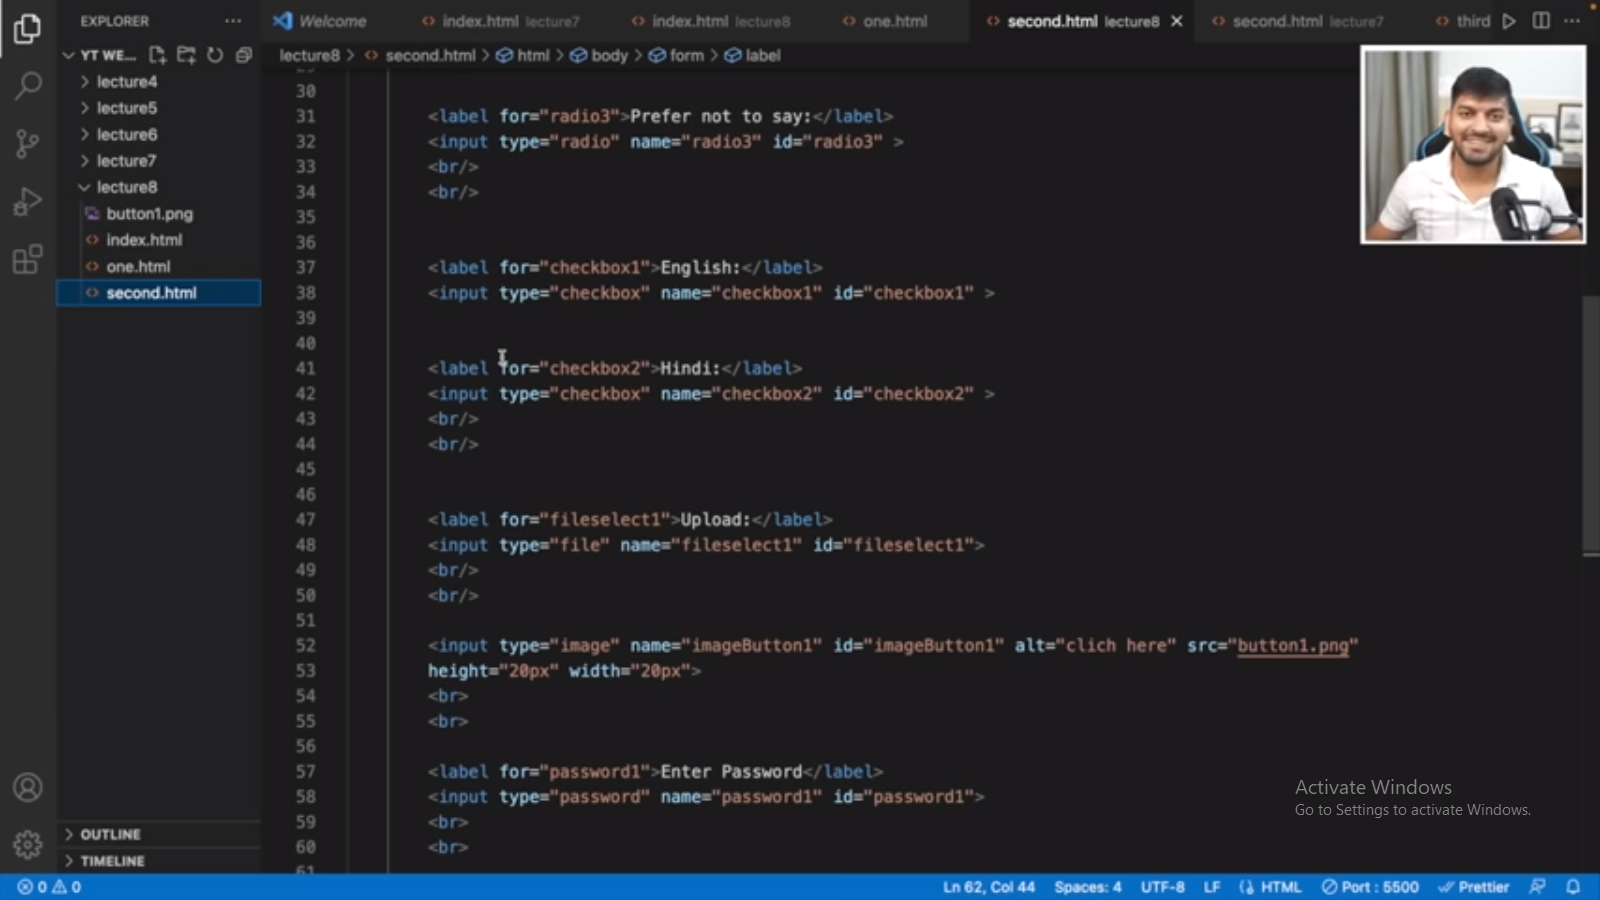 EXPLORER
Welcome
index.html lecture7
index.html lecture8
one.html
second.html lecture8
second.html lecture7
third
YT WE...
lecture8 > second.html > html > body > form > label
lecture4
lecture5
lecture6
lecture7
lecture8
button1.png
index.html
one.html
second.html
OUTLINE
TIMELINE
30
31 <label for="radio3">Prefer not to say:</label>
32 <input type="radio" name="radio3" id="radio3" >
33 <br/>
34 <br/>
35
36
37 <label for="checkbox1">English:</label>
38 <input type="checkbox" name="checkbox1" id="checkbox1" >
39
40
41 <label for="checkbox2">Hindi:</label>
42 <input type="checkbox" name="checkbox2" id="checkbox2" >
43 <br/>
44 <br/>
45
46
47 <label for="fileselect1">Upload:</label>
48 <input type="file" name="fileselect1" id="fileselect1">
49 <br/>
50 <br/>
51
52 <input type="image" name="imageButton1" id="imageButton1" alt="clich here" src="button1.png"
53 height="20px" width="20px">
54 <br>
55 <br>
56
57 <label for="password1">Enter Password</label>
58 <input type="password" name="password1" id="password1">
59 <br>
60 <br>
61
Activate Windows
Go to Settings to activate Windows.
0 0 Ln 62, Col 44 Spaces: 4 UTF-8 LF HTML Port : 5500 Prettier